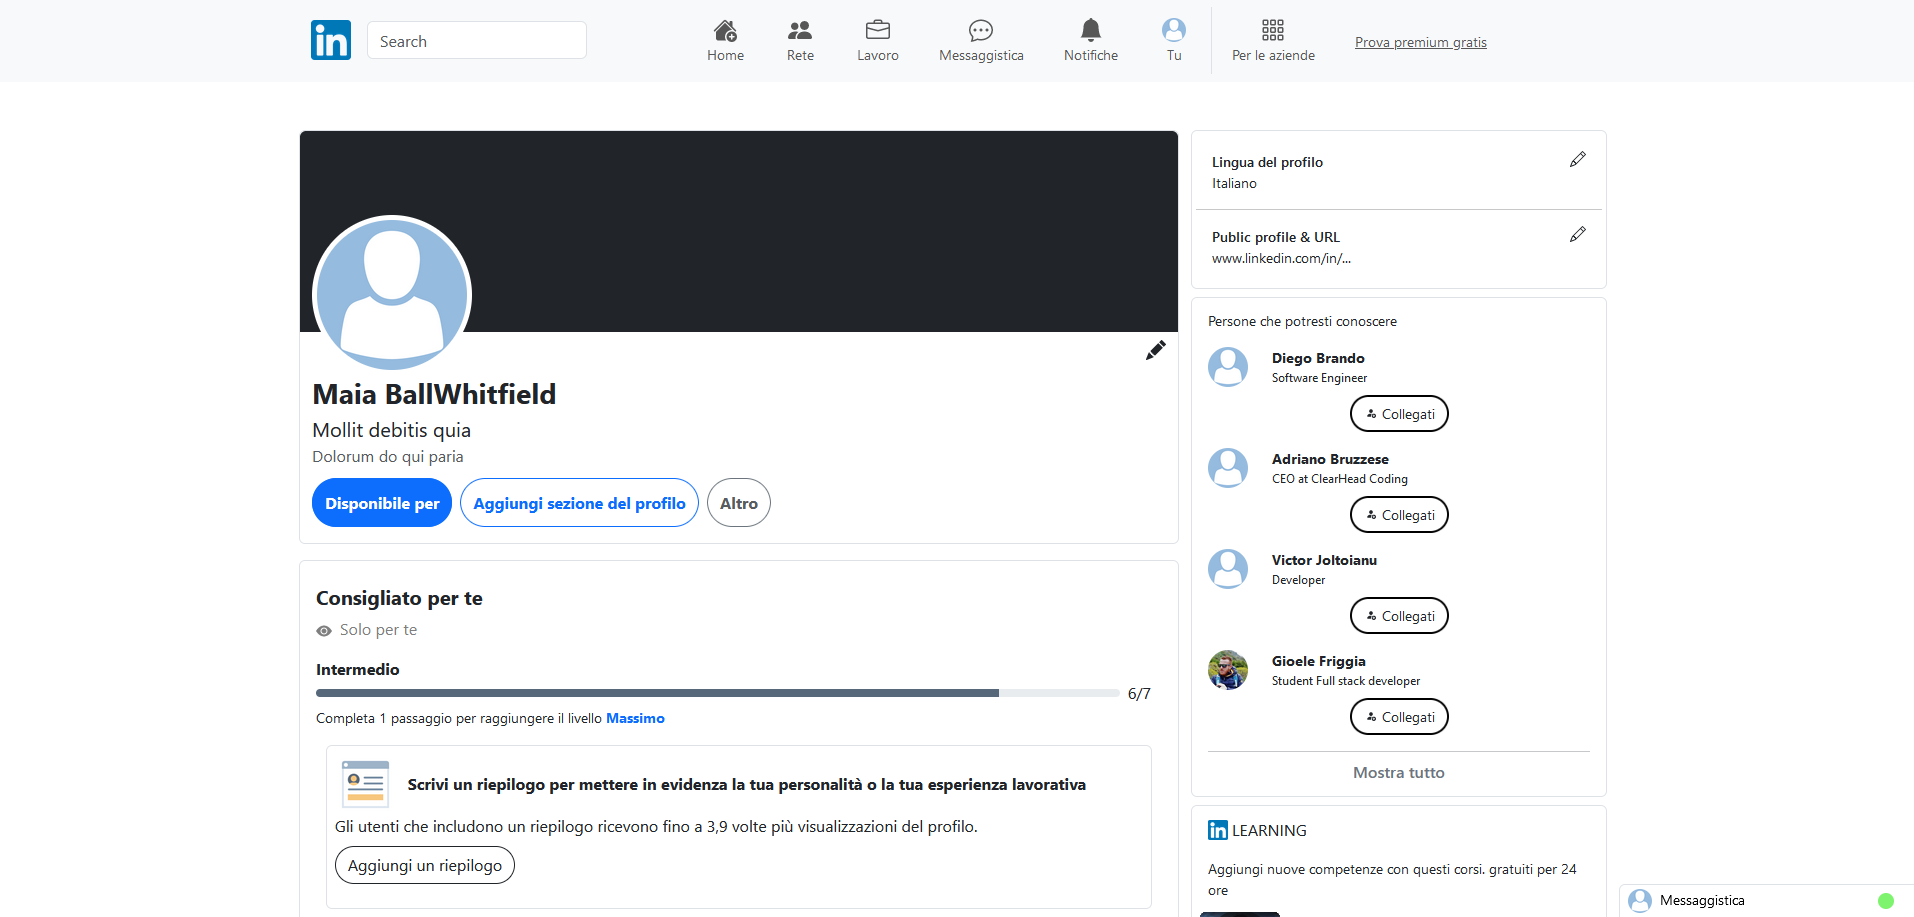 in
Search
Home
Rete
Lavoro
Messaggistica
Notifiche
Tu
Per le aziende
Prova premium gratis
Maia BallWhitfield
Mollit debitis quia
Dolorum do qui paria
Disponibile per
Aggiungi sezione del profilo
Altro
Consigliato per te
Solo per te
Intermedio
6/7
Completa 1 passaggio per raggiungere il livello Massimo
Scrivi un riepilogo per mettere in evidenza la tua personalità o la tua esperienza lavorativa
Gli utenti che includono un riepilogo ricevono fino a 3,9 volte più visualizzazioni del profilo.
Aggiungi un riepilogo
Lingua del profilo
Italiano
Public profile & URL
www.linkedin.com/in/...
Persone che potresti conoscere
Diego Brando
Software Engineer
Collegati
Adriano Bruzzese
CEO at ClearHead Coding
Collegati
Victor Joltoianu
Developer
Collegati
Gioele Friggia
Student Full stack developer
Collegati
Mostra tutto
in LEARNING
Aggiungi nuove competenze con questi corsi. gratuiti per 24
ore
Messaggistica